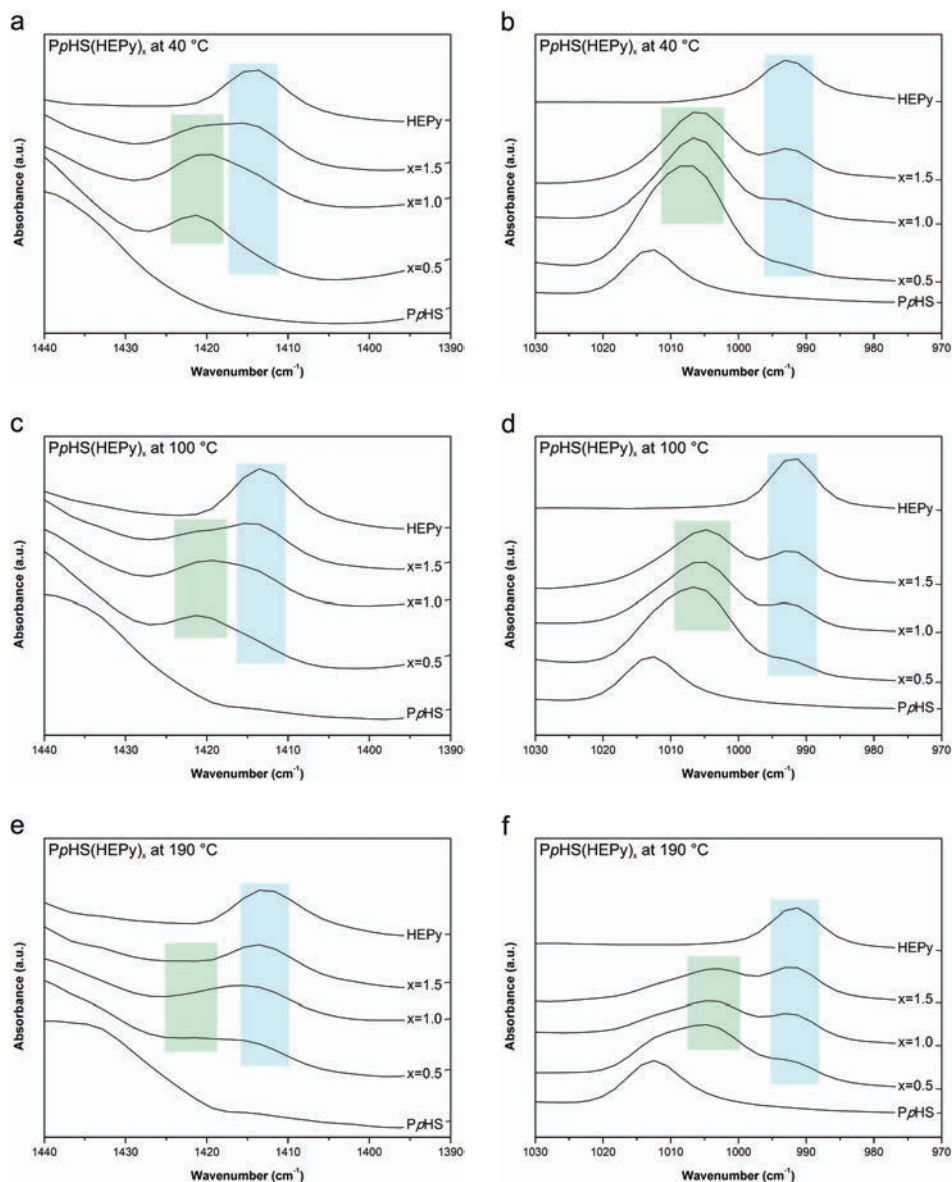 a
PpHS(HEPy)ₓ at 40 °C
HEPy
x=1.5
x=1.0
x=0.5
PpHS
Absorbance (a.u.)
1440 1430 1420 1410 1400 1390
Wavenumber (cm⁻¹)
b
PpHS(HEPy)ₓ at 40 °C
HEPy
x=1.5
x=1.0
x=0.5
PpHS
Absorbance (a.u.)
1030 1020 1010 1000 990 980 970
Wavenumber (cm⁻¹)
c
PpHS(HEPy)ₓ at 100 °C
HEPy
x=1.5
x=1.0
x=0.5
PpHS
Absorbance (a.u.)
1440 1430 1420 1410 1400 1390
Wavenumber (cm⁻¹)
d
PpHS(HEPy)ₓ at 100 °C
HEPy
x=1.5
x=1.0
x=0.5
PpHS
Absorbance (a.u.)
1030 1020 1010 1000 990 980 970
Wavenumber (cm⁻¹)
e
PpHS(HEPy)ₓ at 190 °C
HEPy
x=1.5
x=1.0
x=0.5
PpHS
Absorbance (a.u.)
1440 1430 1420 1410 1400 1390
Wavenumber (cm⁻¹)
f
PpHS(HEPy)ₓ at 190 °C
HEPy
x=1.5
x=1.0
x=0.5
PpHS
Absorbance (a.u.)
1030 1020 1010 1000 990 980 970
Wavenumber (cm⁻¹)